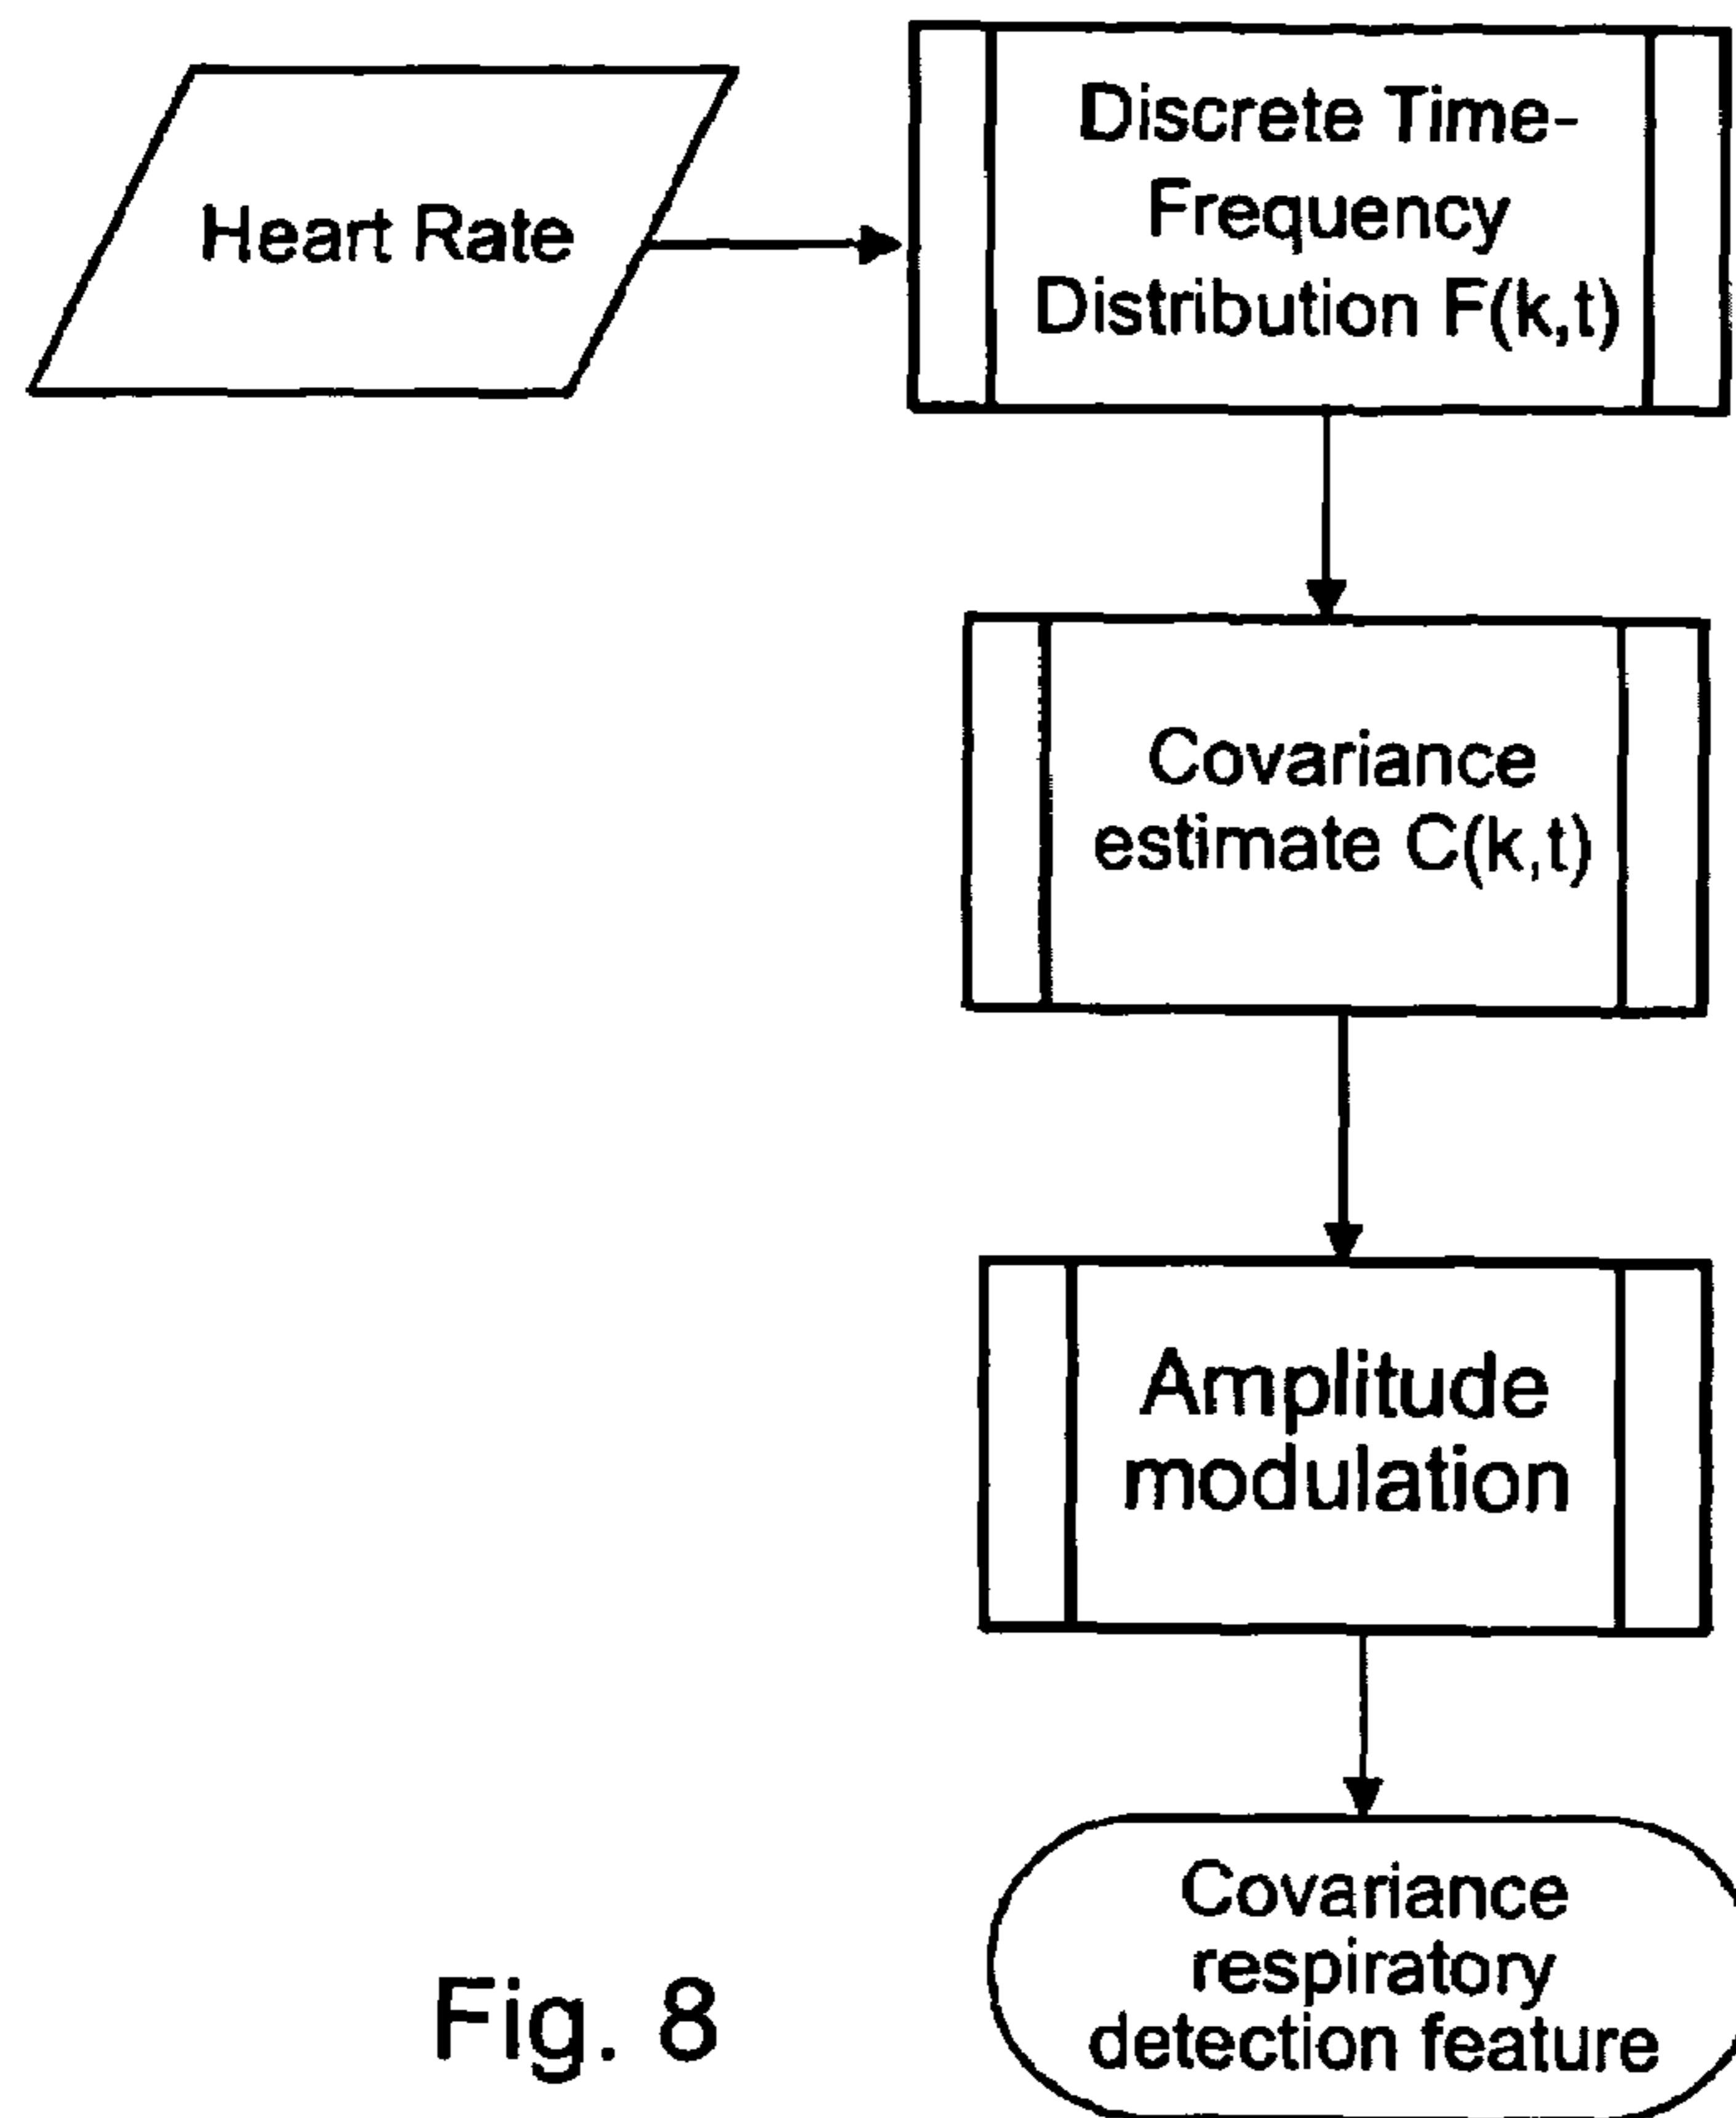 Heart Rate
Discrete Time-
Frequency
Distribution F(k,t)
Covariance
estimate C(k,t)
Amplitude
modulation
Covariance
respiratory
detection feature
Fig. 8